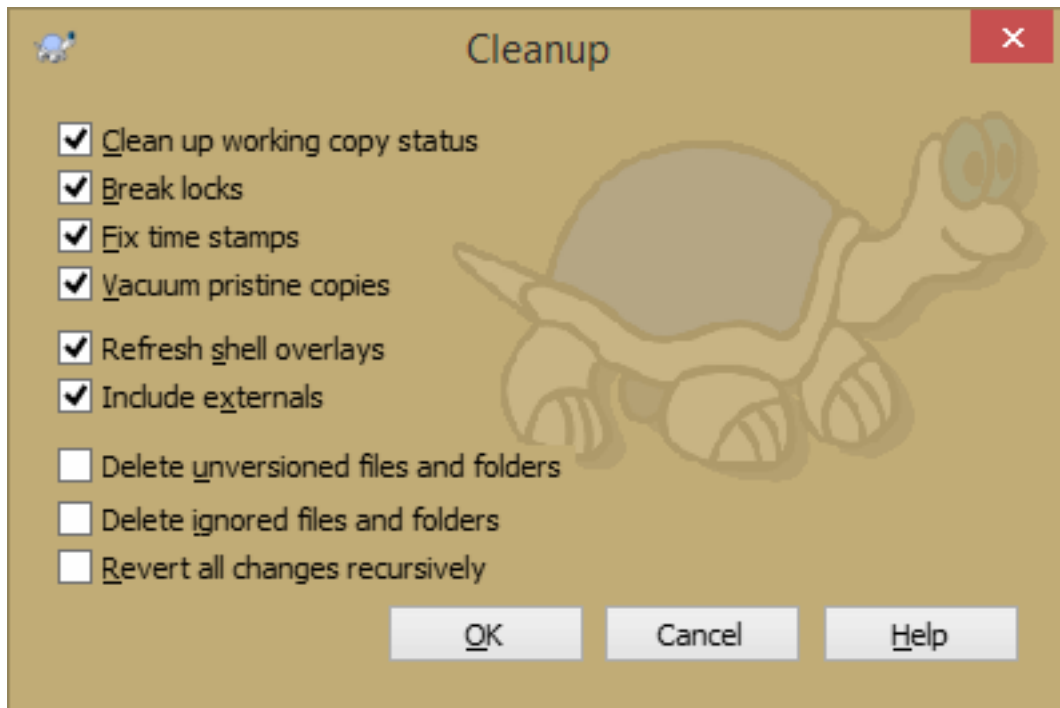 Cleanup
Clean up working copy status
Break locks
Fix time stamps
Vacuum pristine copies
Refresh shell overlays
Include externals
Delete unversioned files and folders
Delete ignored files and folders
Revert all changes recursively
OK Cancel Help